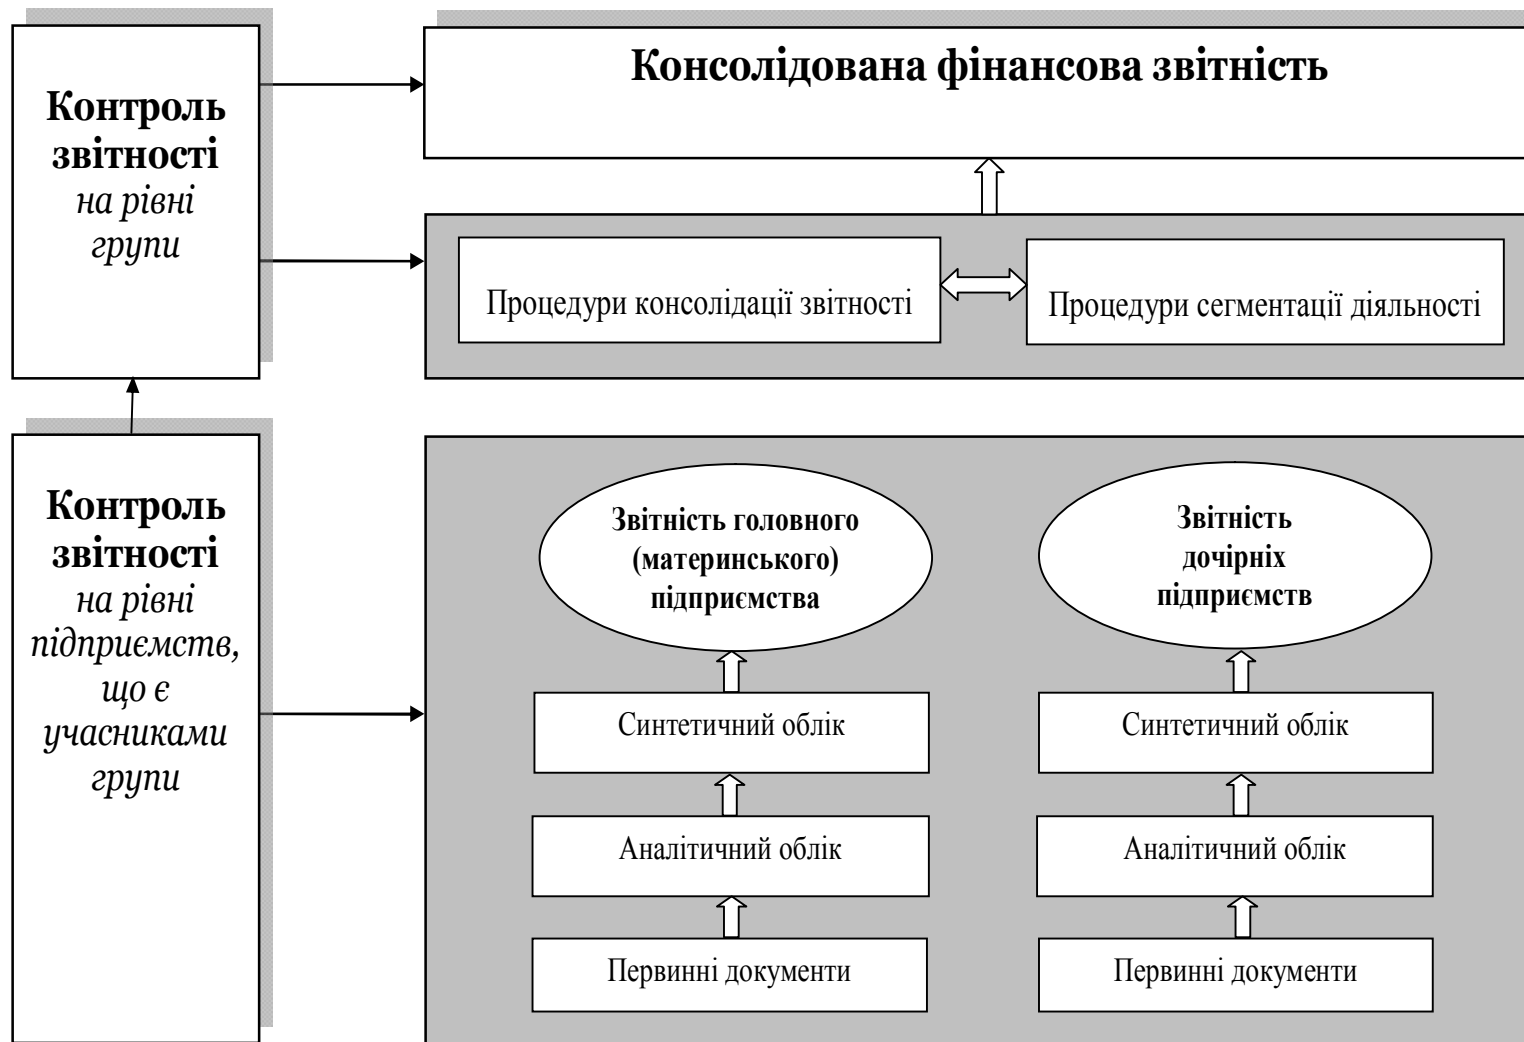 Контроль
звітності
на рівні
групи
Консолідована фінансова звітність
Процедури консолідації звітності
Процедури сегментації діяльності
Контроль
звітності
на рівні
підприємств,
що є
учасниками
групи
Звітність головного
(материнського)
підприємства
Синтетичний облік
Аналітичний облік
Первинні документи
Звітність
дочірніх
підприємств
Синтетичний облік
Аналітичний облік
Первинні документи